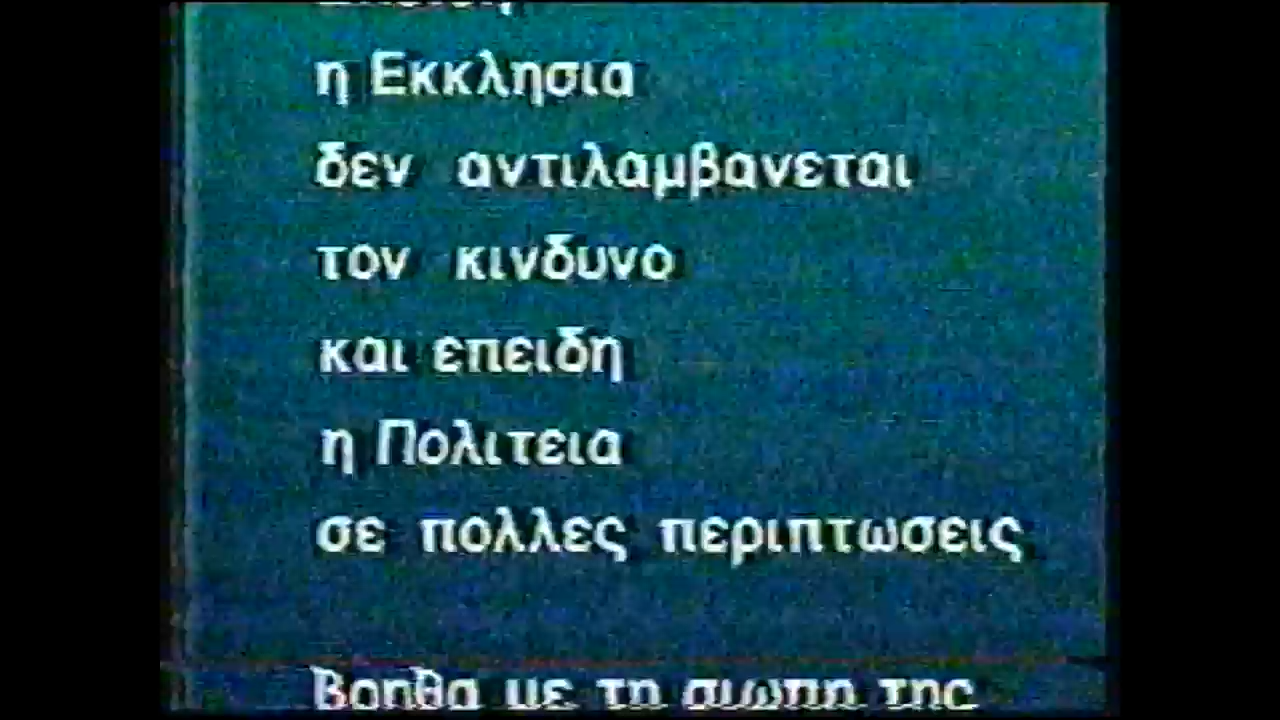 η Εκκλησια
δεν αντιλαμβανεται
τον κινδυνο
και επειδη
η Πολιτεια
σε πολλες περιπτωσεις
βοηθα με τη σιωπη της